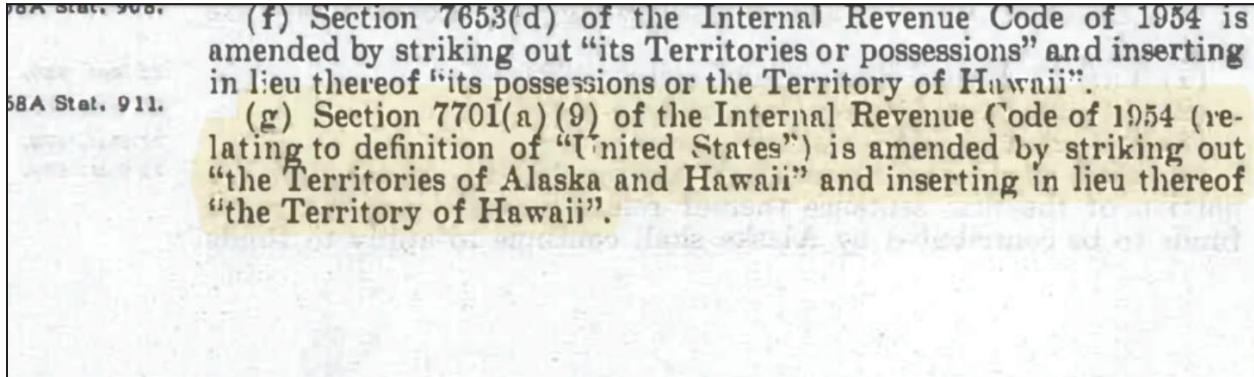 (f) Section 7653(d) of the Internal Revenue Code of 1954 is
amended by striking out “its Territories or possessions” and inserting
in lieu thereof “its possessions or the Territory of Hawaii”.
68A Stat. 911.
(g) Section 7701(a)(9) of the Internal Revenue Code of 1954 (re-
lating to definition of “United States”) is amended by striking out
“the Territories of Alaska and Hawaii” and inserting in lieu thereof
“the Territory of Hawaii”.